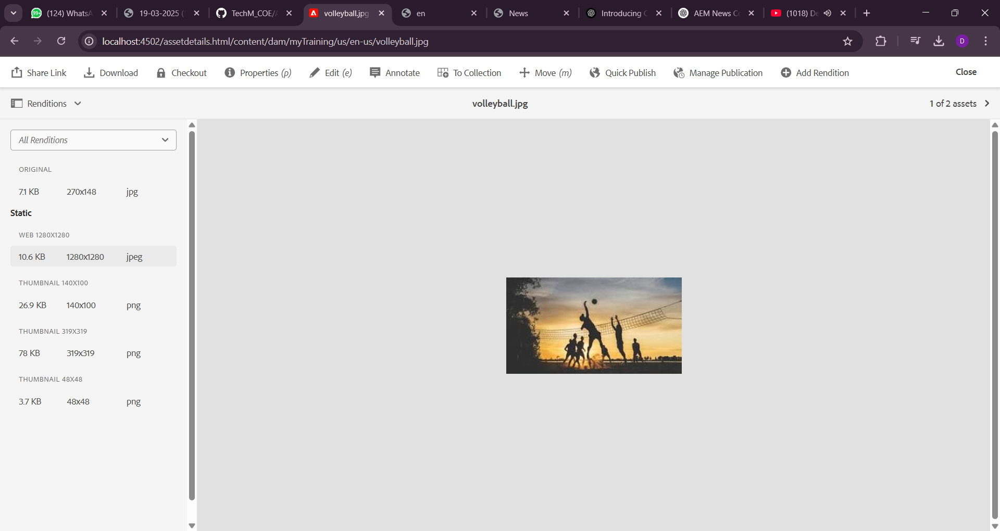 (124) WhatsA
19-03-2025 (
TechM_COE/A
volleyball.jpg
en
News
Introducing C
AEM News Co
(1018) De
localhost:4502/assetdetails.html/content/dam/myTraining/us/en-us/volleyball.jpg
D
Share Link
Download
Checkout
Properties (p)
Edit (e)
Annotate
To Collection
Move (m)
Quick Publish
Manage Publication
Add Rendition
Close
Renditions
volleyball.jpg
1 of 2 assets
All Renditions
ORIGINAL
7.1 KB 270x148 jpg
Static
WEB 1280X1280
10.6 KB 1280x1280 jpeg
THUMBNAIL 140X100
26.9 KB 140x100 png
THUMBNAIL 319X319
78 KB 319x319 png
THUMBNAIL 48X48
3.7 KB 48x48 png